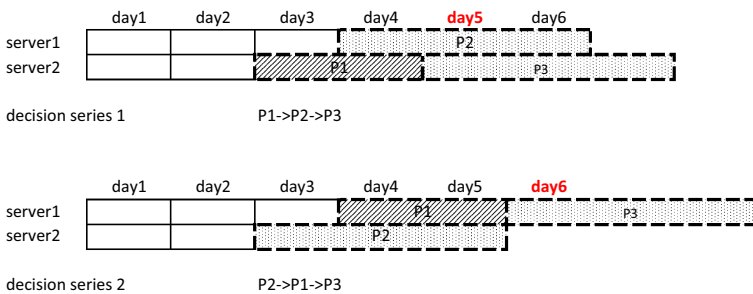 day1 day2 day3 day4 day5 day6
server1 P2
server2 P1 P3
decision series 1 P1->P2->P3
day1 day2 day3 day4 day5 day6
server1 P1 P3
server2 P2
decision series 2 P2->P1->P3